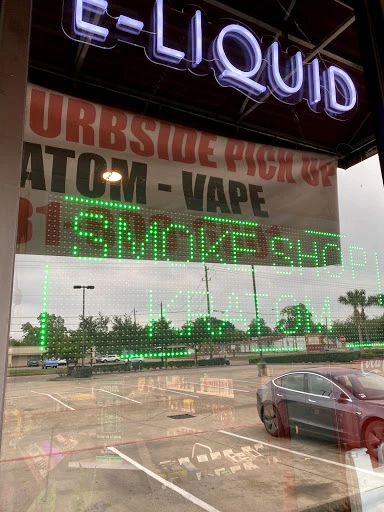 E-LIQUID
URBSIDE PICK UP
ATOM - VAPE
SMOKE SHOP
KRATOM